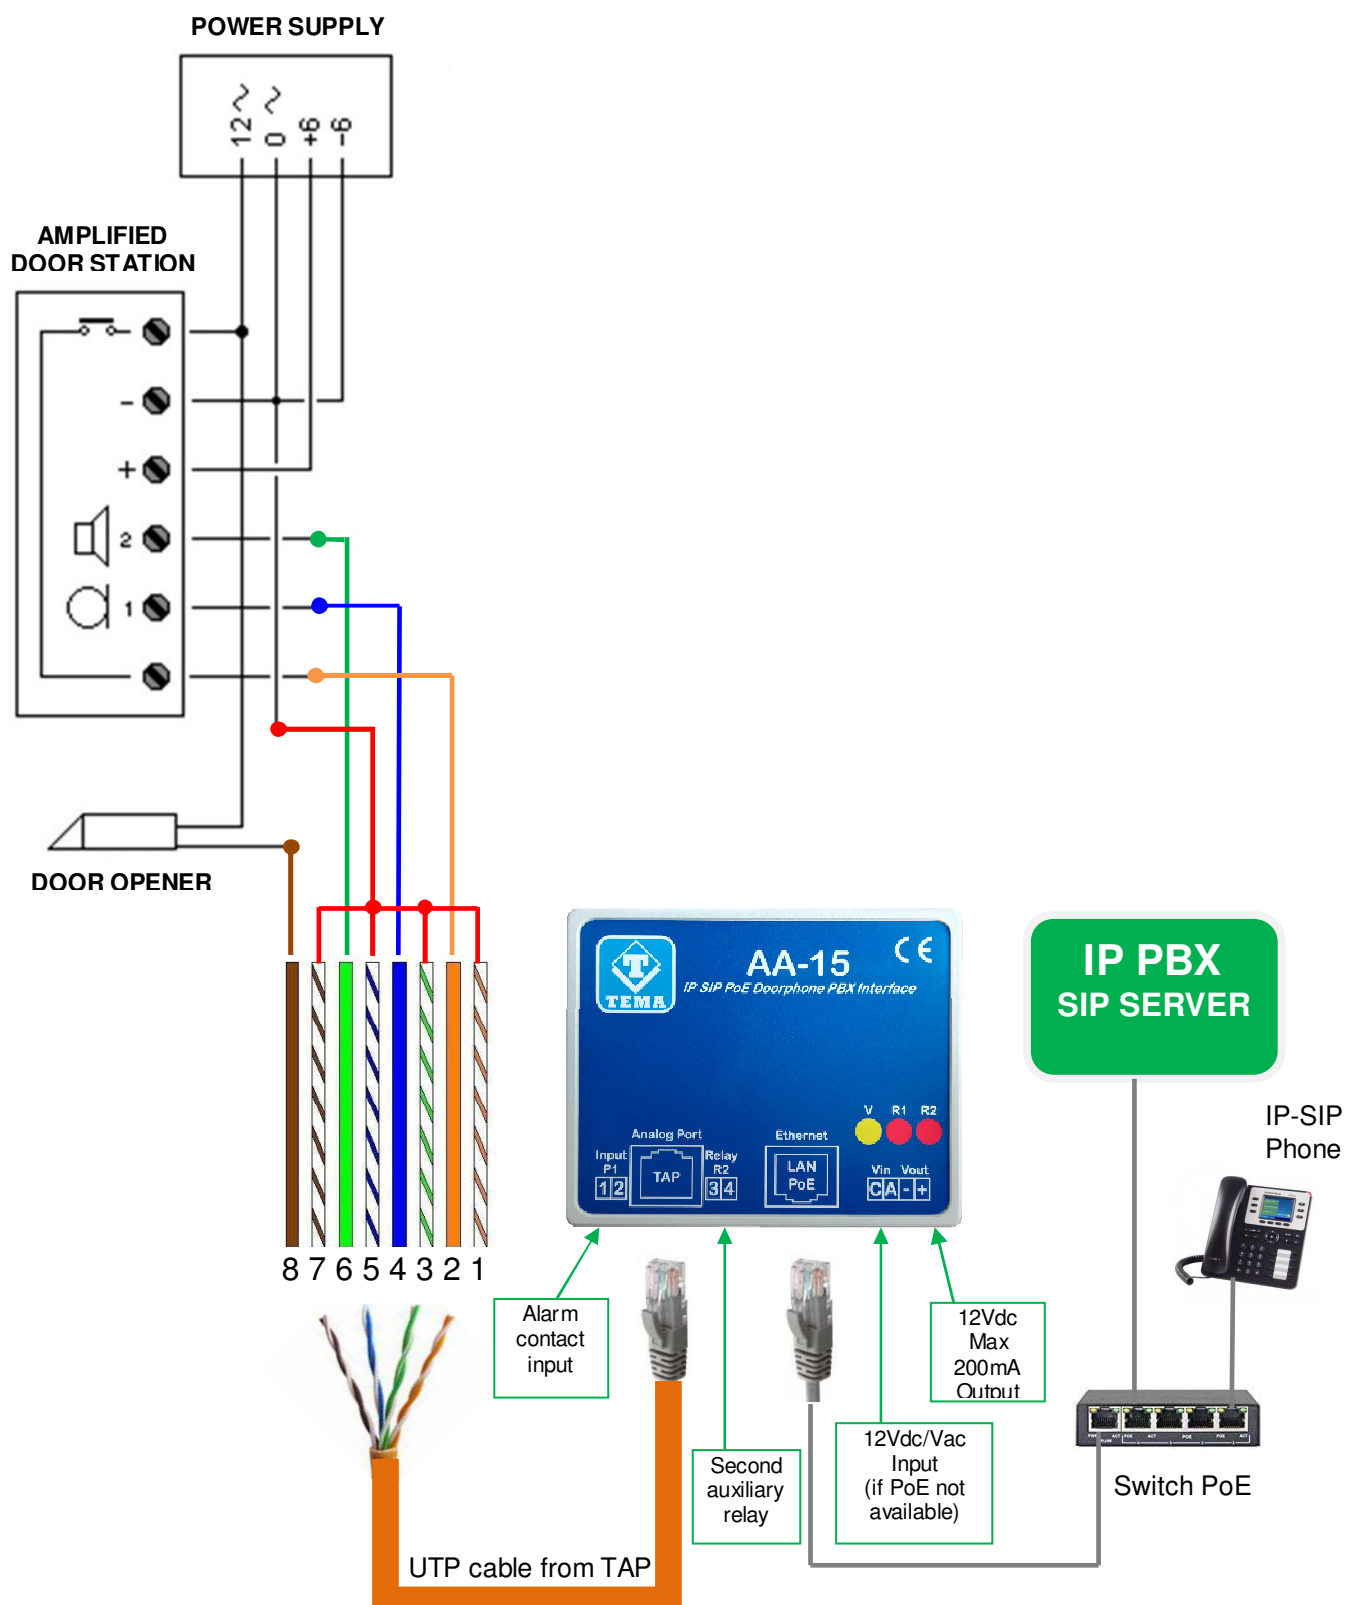 POWER SUPPLY
12 ~
0 ~
+6
-6
AMPLIFIED
DOOR STATION
-
+
2
1
DOOR OPENER
8 7 6 5 4 3 2 1
TEMA
AA-15
CE
IP SIP PoE Doorphone PBX Interface
V R1 R2
Analog Port
Ethernet
Input
P1
1 2
TAP
Relay
R2
3 4
LAN
PoE
Vin Vout
C A - +
IP PBX
SIP SERVER
IP-SIP
Phone
Alarm
contact
input
Second
auxiliary
relay
12Vdc/Vac
Input
(if PoE not
available)
12Vdc
Max
200mA
Output
Switch PoE
UTP cable from TAP